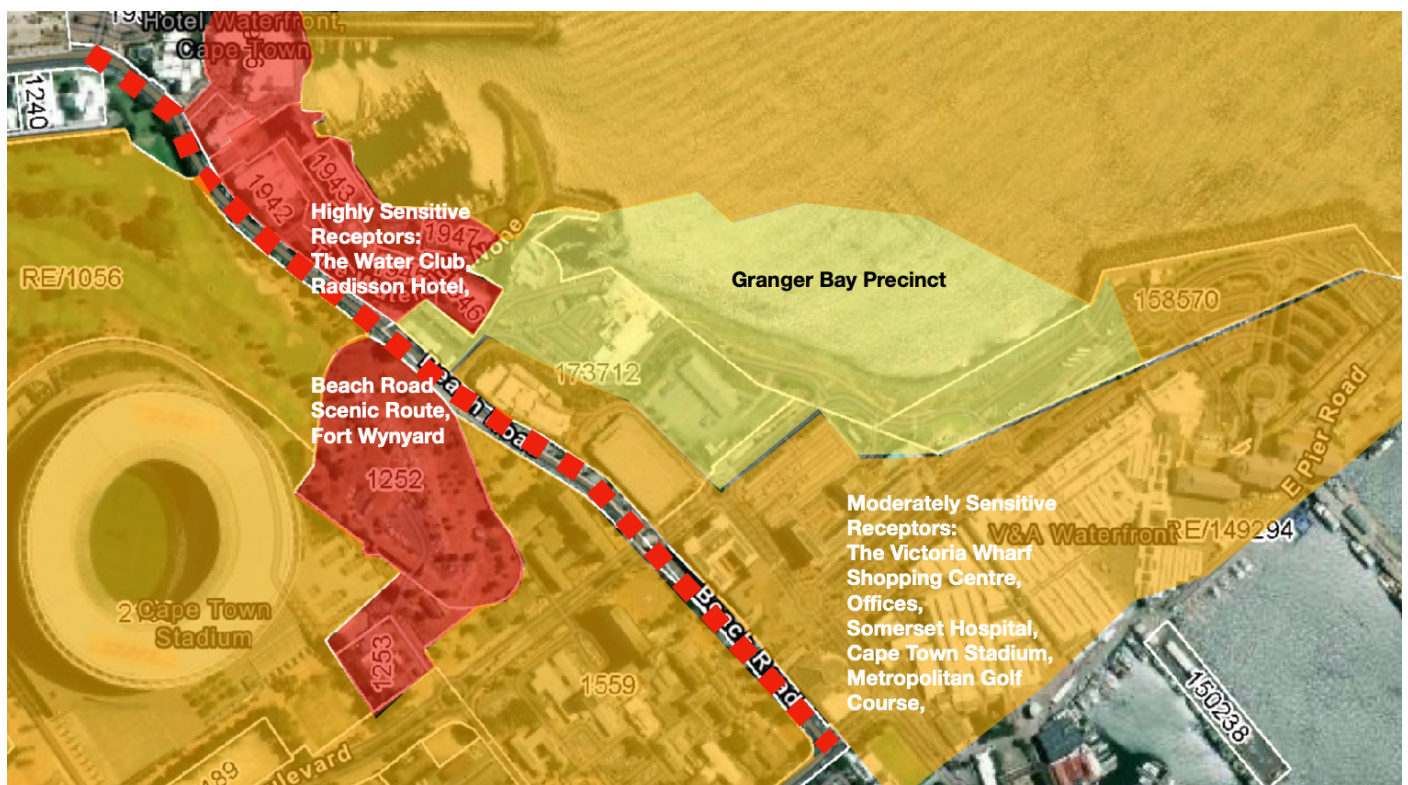 Hotel Waterfront,
Cape Town
1240
1942
1943
1947
Highly Sensitive
Receptors:
The Water Club,
Radisson Hotel,
RE/1056
Granger Bay Precinct
158570
173712
Beach Road
Scenic Route,
Fort Wynyard
1252
E Pier Road
Moderately Sensitive
Receptors:
V&A Waterfront
RE/149294
The Victoria Wharf
Shopping Centre,
Offices,
Somerset Hospital,
Cape Town Stadium,
Metropolitan Golf
Course,
Cape Town
Stadium
Beach Road
1253
1559
150238